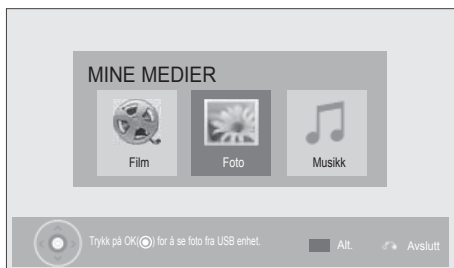 MINE MEDIER
Film
Foto
Musikk
Trykk på OK(◉) for å se foto fra USB enhet.
Alt.
Avslutt